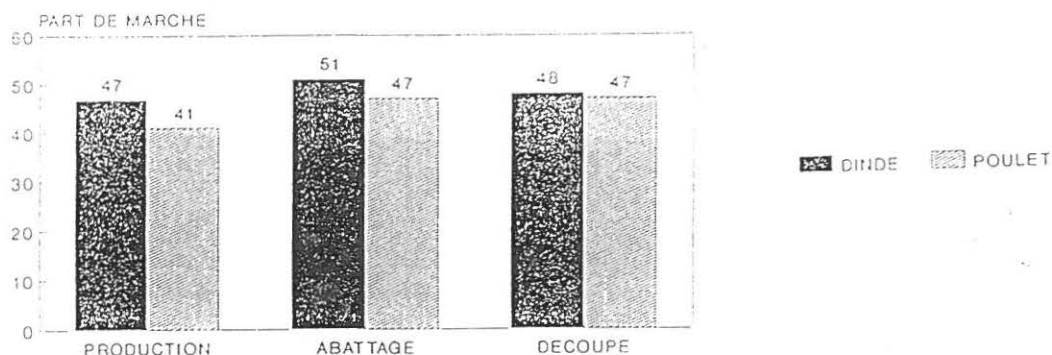 PART DE MARCHE
60
50
40
30
20
10
0
47
41
51
47
48
47
PRODUCTION
ABATTAGE
DECOUPE
DINDE
POULET